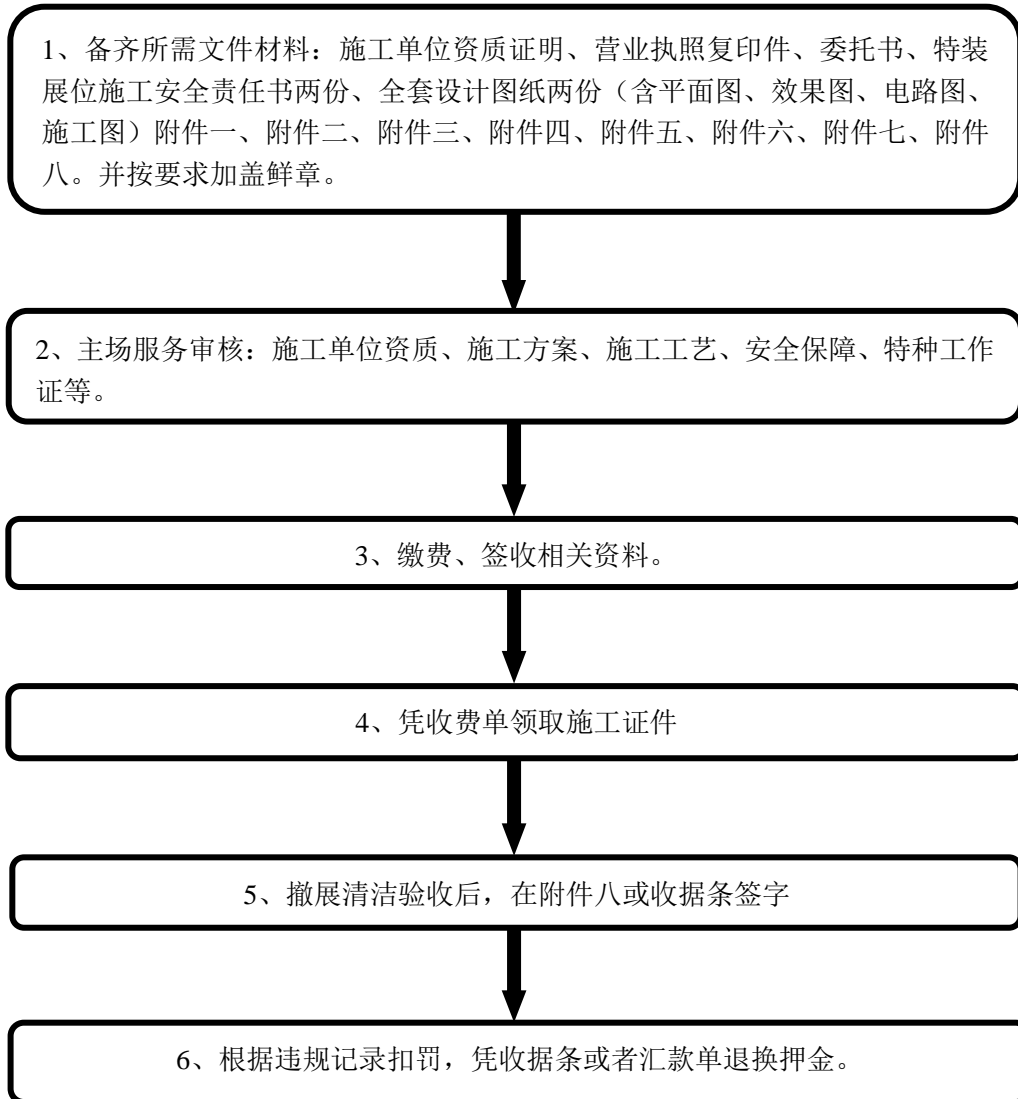 1、备齐所需文件材料：施工单位资质证明、营业执照复印件、委托书、特装
展位施工安全责任书两份、全套设计图纸两份（含平面图、效果图、电路图、
施工图）附件一、附件二、附件三、附件四、附件五、附件六、附件七、附件
八。并按要求加盖鲜章。
2、主场服务审核：施工单位资质、施工方案、施工工艺、安全保障、特种工作
证等。
3、缴费、签收相关资料。
4、凭收费单领取施工证件
5、撤展清洁验收后，在附件八或收据条签字
6、根据违规记录扣罚，凭收据条或者汇款单退换押金。